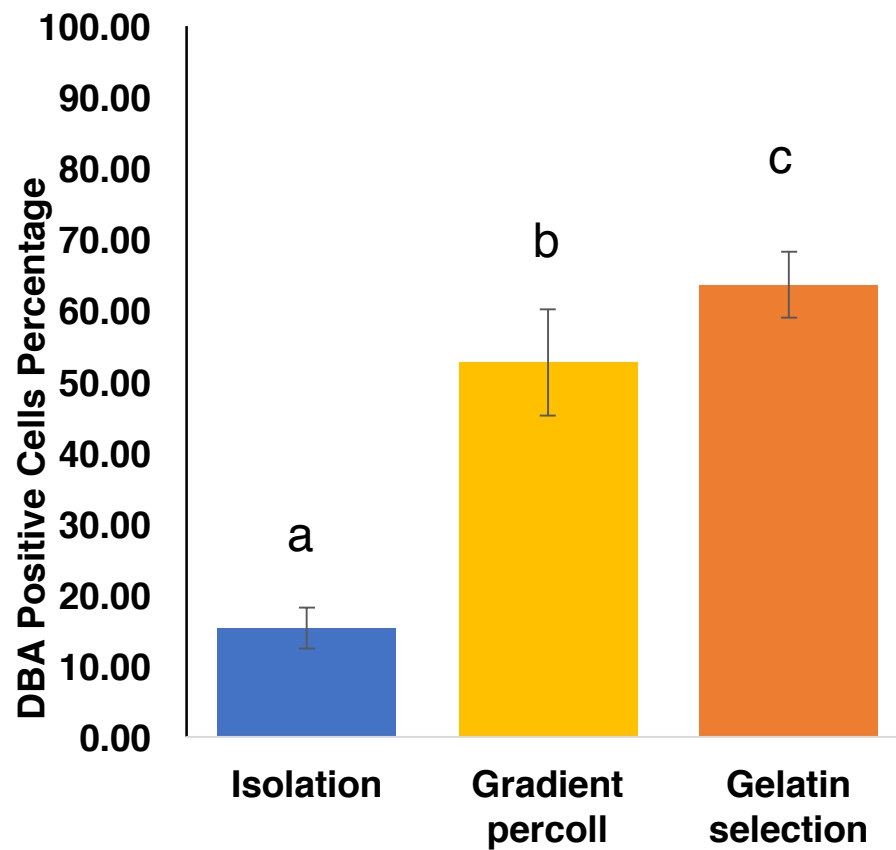 DBA Positive Cells Percentage
100.00
90.00
80.00
70.00
60.00
50.00
40.00
30.00
20.00
10.00
0.00
a
b
c
Isolation
Gradient
percoll
Gelatin
selection